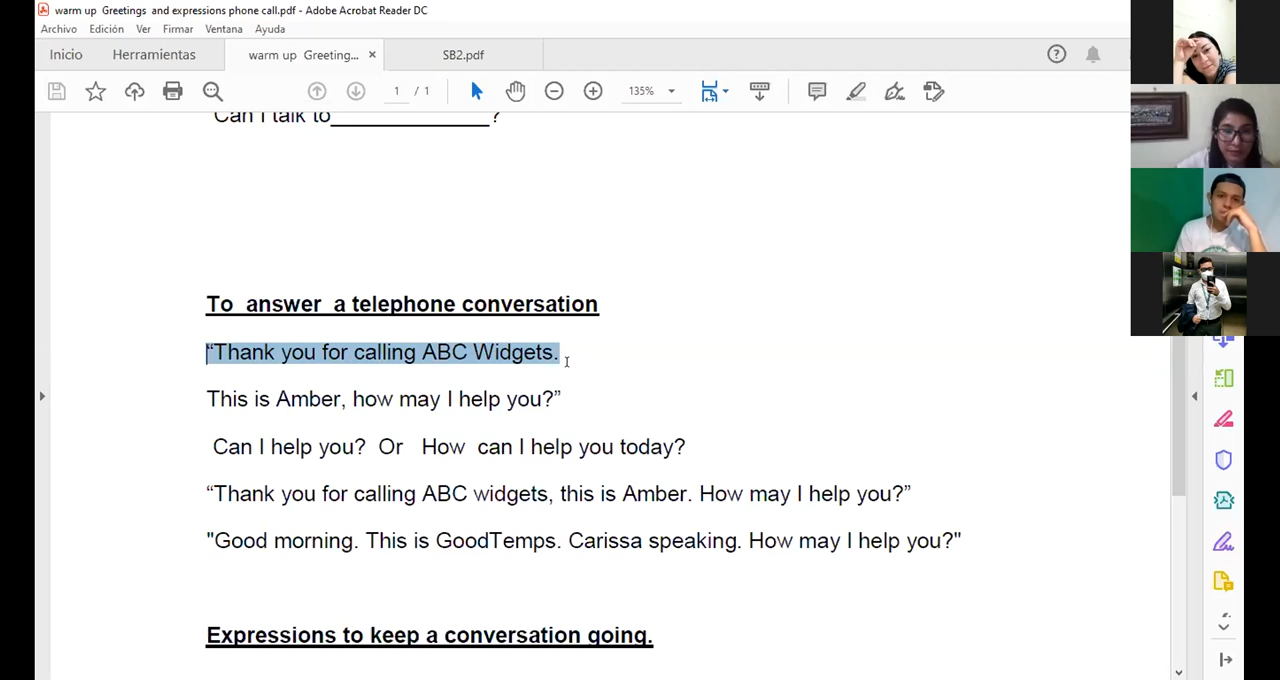 warm up Greetings and expressions phone call.pdf - Adobe Acrobat Reader DC
Archivo Edición Ver Firmar Ventana Ayuda
Inicio Herramientas warm up Greeting... × SB2.pdf
1 / 1 135%
Can I talk to______________?
To answer a telephone conversation
“Thank you for calling ABC Widgets.
This is Amber, how may I help you?”
Can I help you? Or How can I help you today?
“Thank you for calling ABC widgets, this is Amber. How may I help you?”
"Good morning. This is GoodTemps. Carissa speaking. How may I help you?"
Expressions to keep a conversation going.